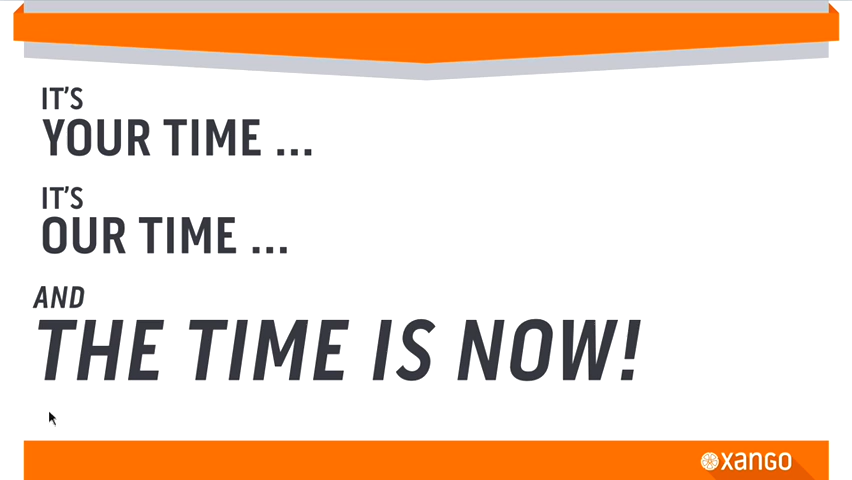 IT'S
YOUR TIME ...
IT'S
OUR TIME ...
AND
THE TIME IS NOW!
xango